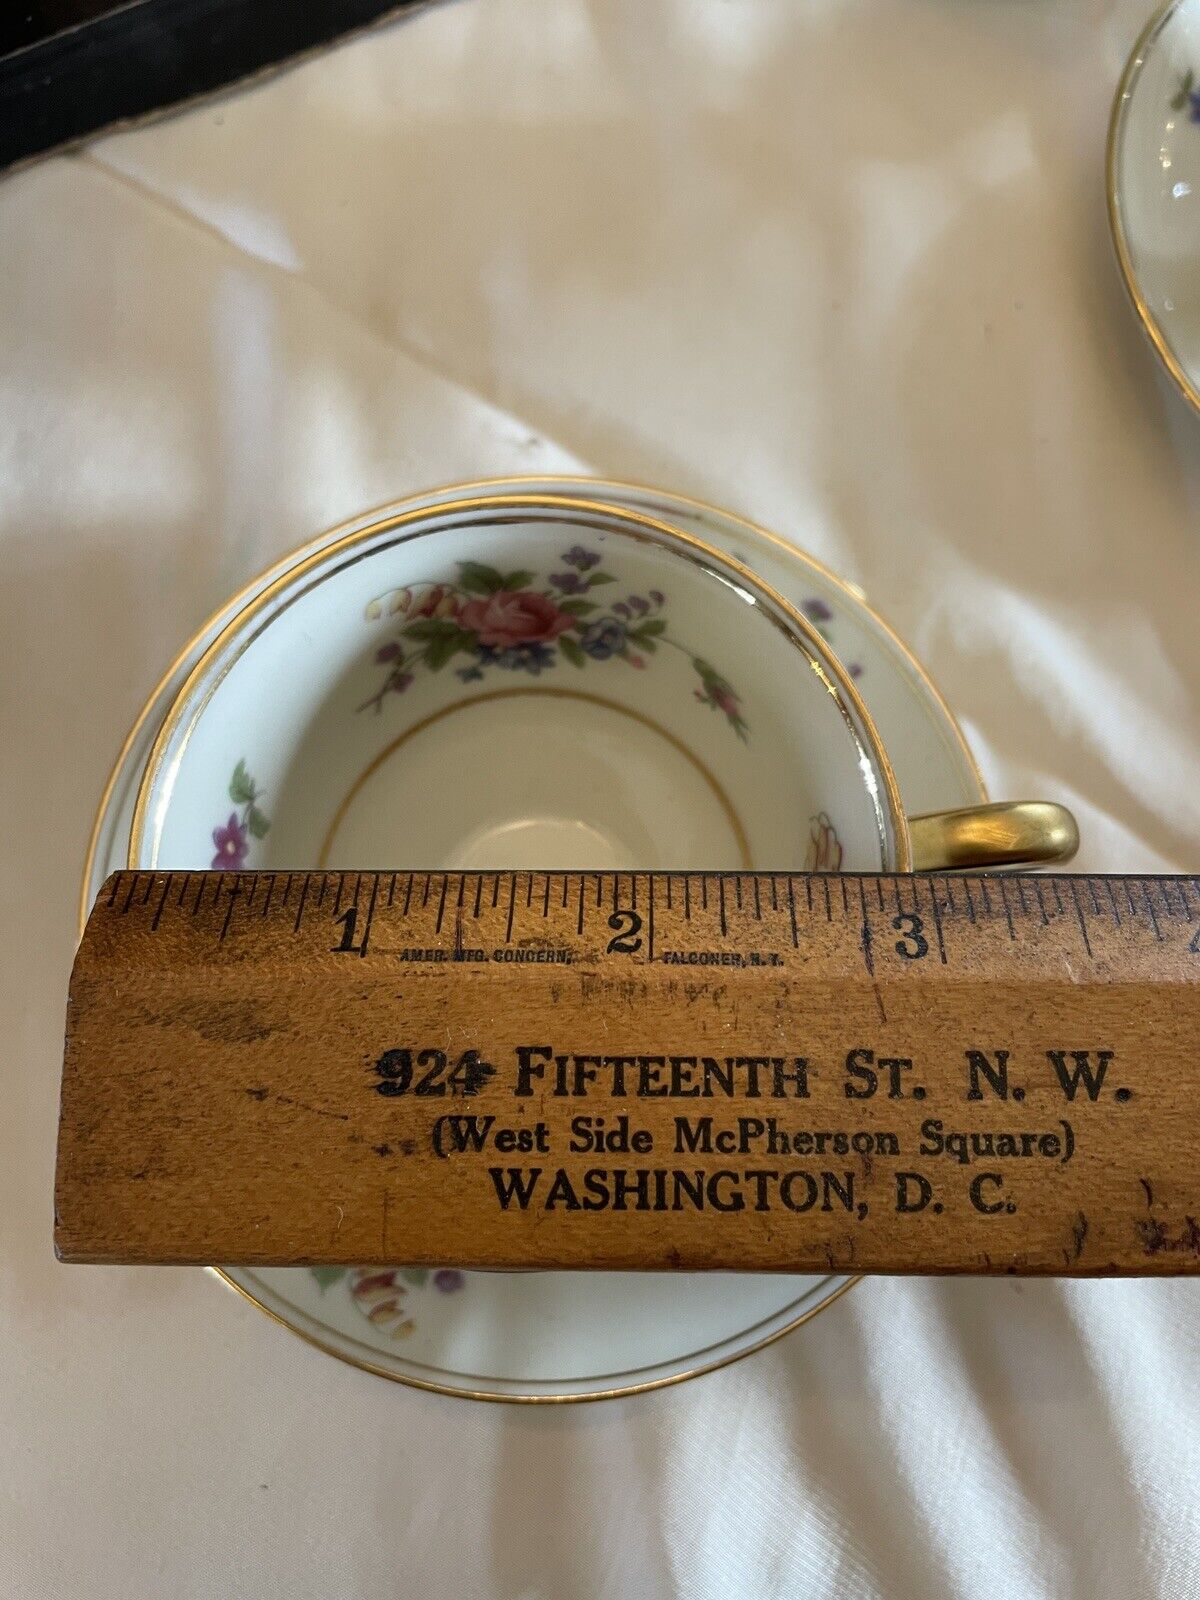 1 2 3
AMER. MFG. CONCERN, FALCONER, N. Y.
924 FIFTEENTH ST. N. W.
(West Side McPherson Square)
WASHINGTON, D. C.